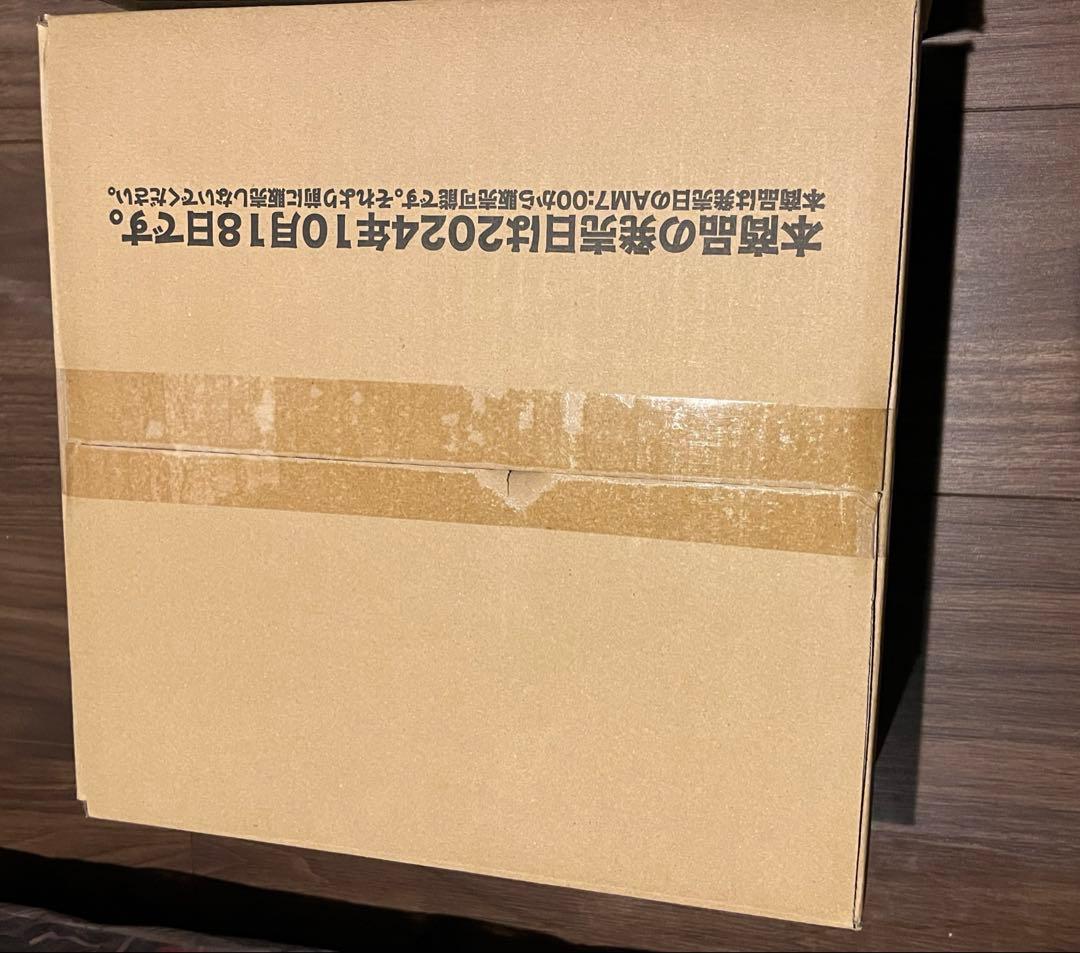 本商品の発売日は2024年10月18日です。
本商品は発売日のAM7:00から販売可能です。それより前に販売しないでください。